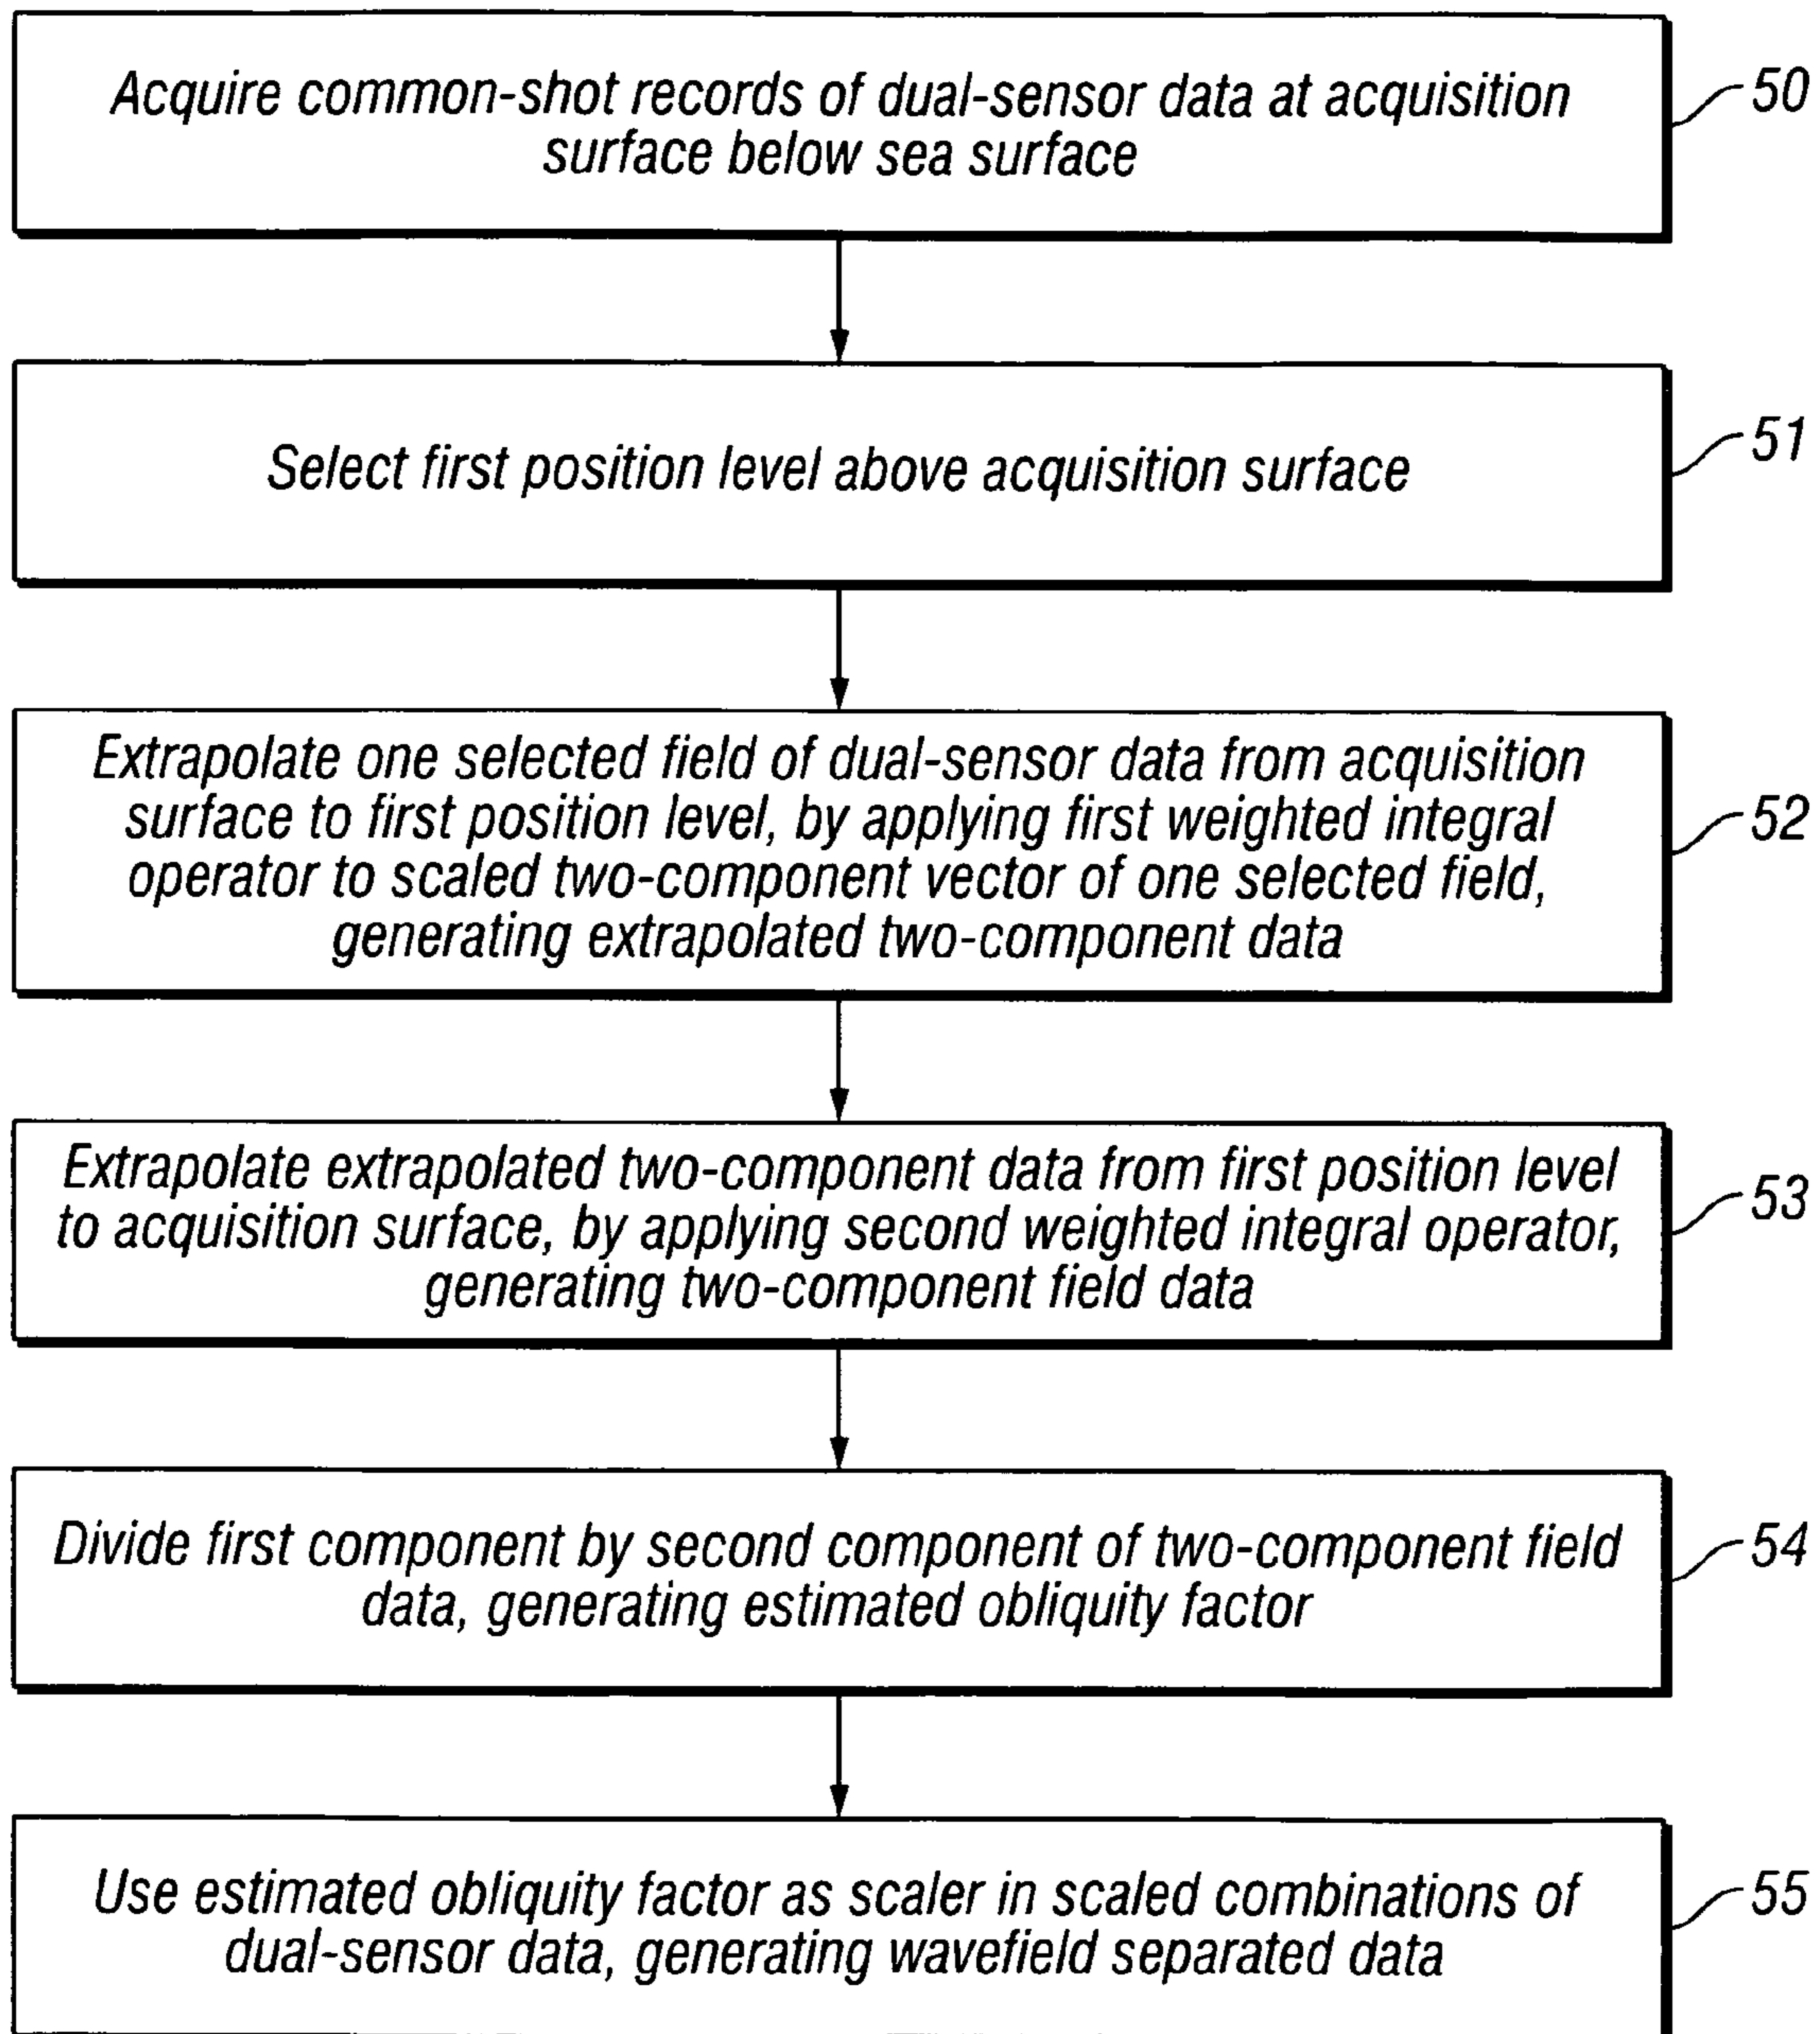 Acquire common-shot records of dual-sensor data at acquisition
surface below sea surface
50
Select first position level above acquisition surface
51
Extrapolate one selected field of dual-sensor data from acquisition
surface to first position level, by applying first weighted integral
operator to scaled two-component vector of one selected field,
generating extrapolated two-component data
52
Extrapolate extrapolated two-component data from first position level
to acquisition surface, by applying second weighted integral operator,
generating two-component field data
53
Divide first component by second component of two-component field
data, generating estimated obliquity factor
54
Use estimated obliquity factor as scaler in scaled combinations of
dual-sensor data, generating wavefield separated data
55